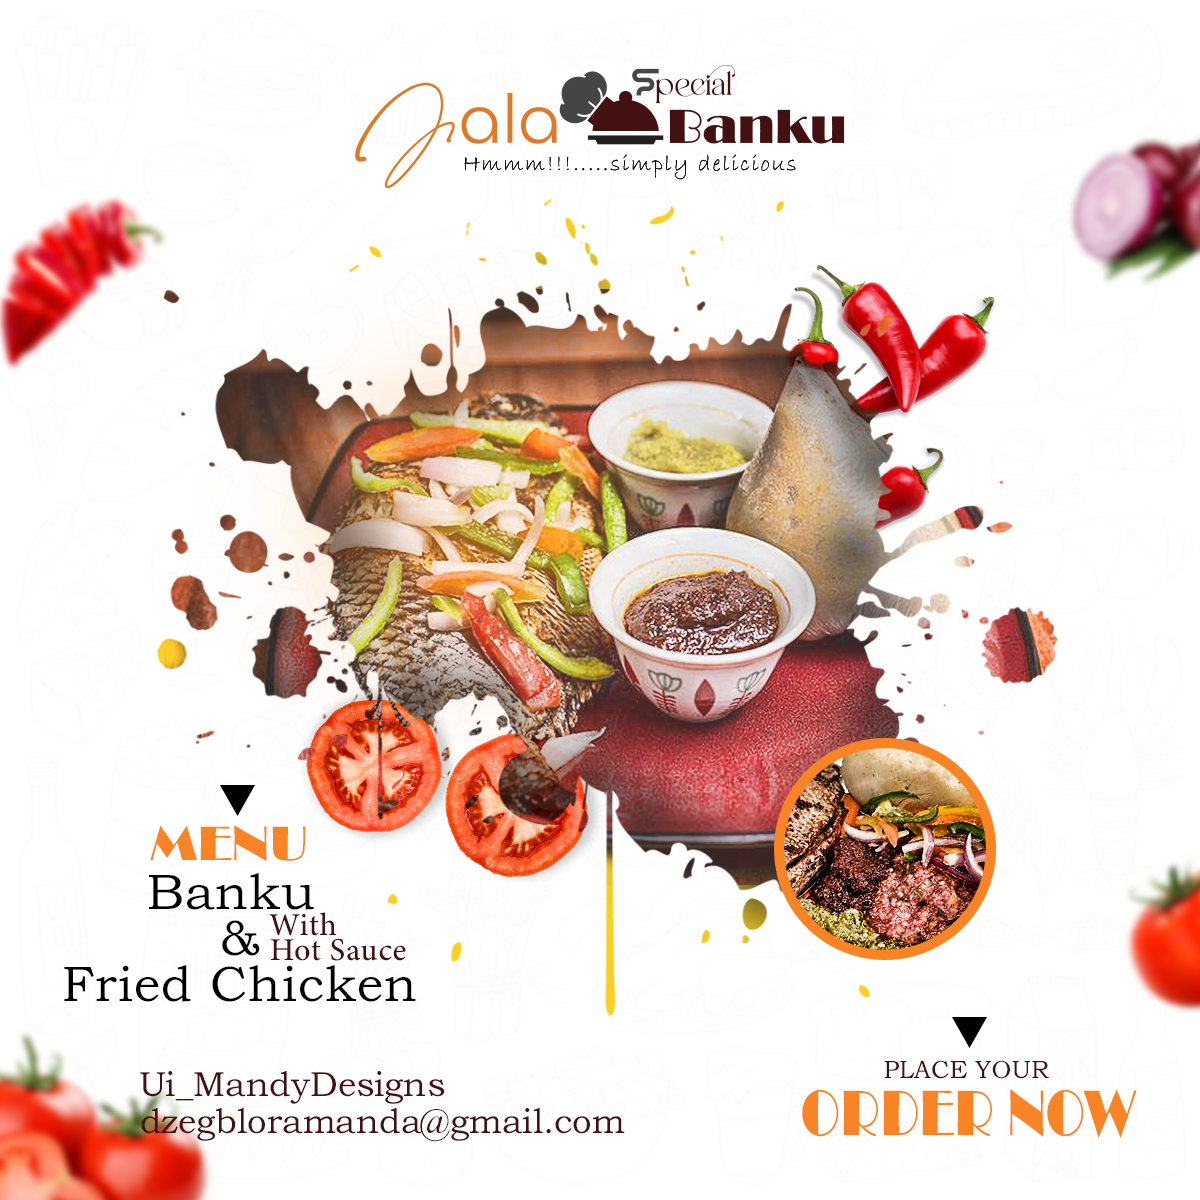 Jala Special
Banku
Hmmm!!!.....simply delicious
MENU
Banku
& With
Hot Sauce
Fried Chicken
Ui_MandyDesigns
dzegbloramanda@gmail.com
PLACE YOUR
ORDER NOW